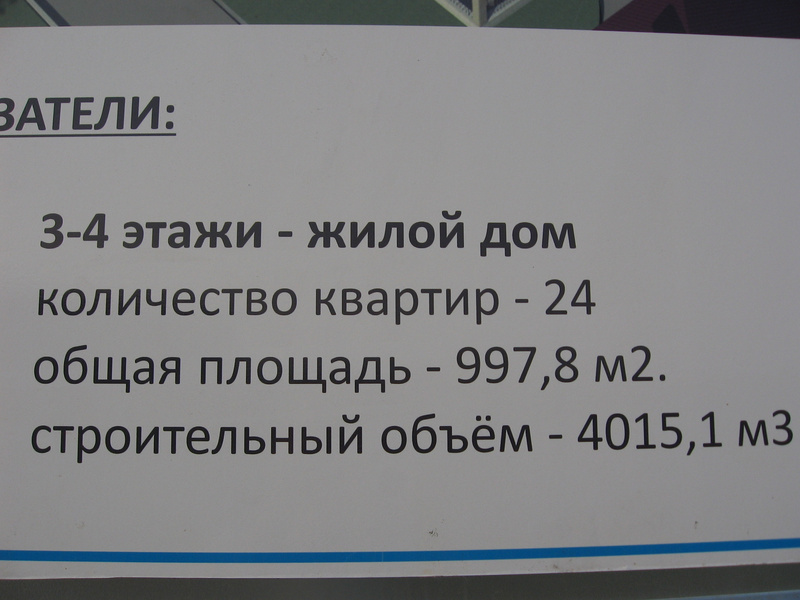 ЗАТЕЛИ:
3-4 этажи - жилой дом
количество квартир - 24
общая площадь - 997,8 м2.
строительный объём - 4015,1 м3